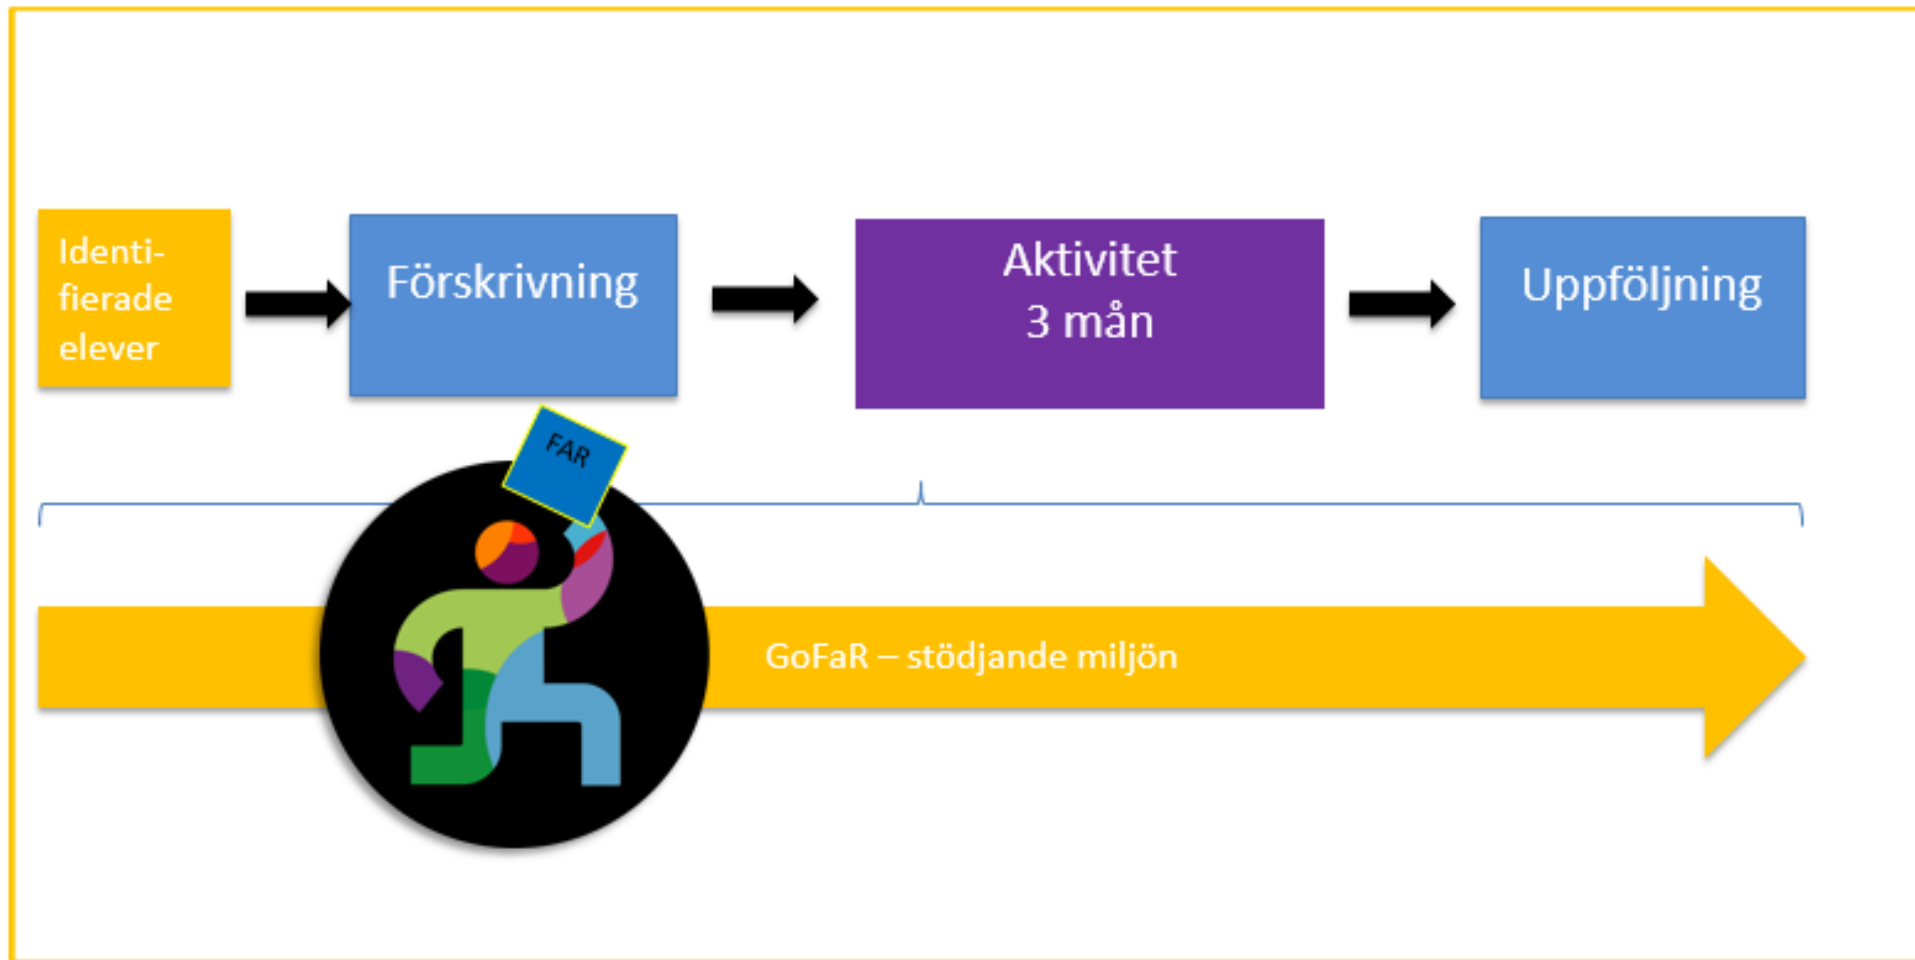 Identi-
fierade
elever
Förskrivning
Aktivitet
3 mån
Uppföljning
FAR
GoFaR – stödjande miljön